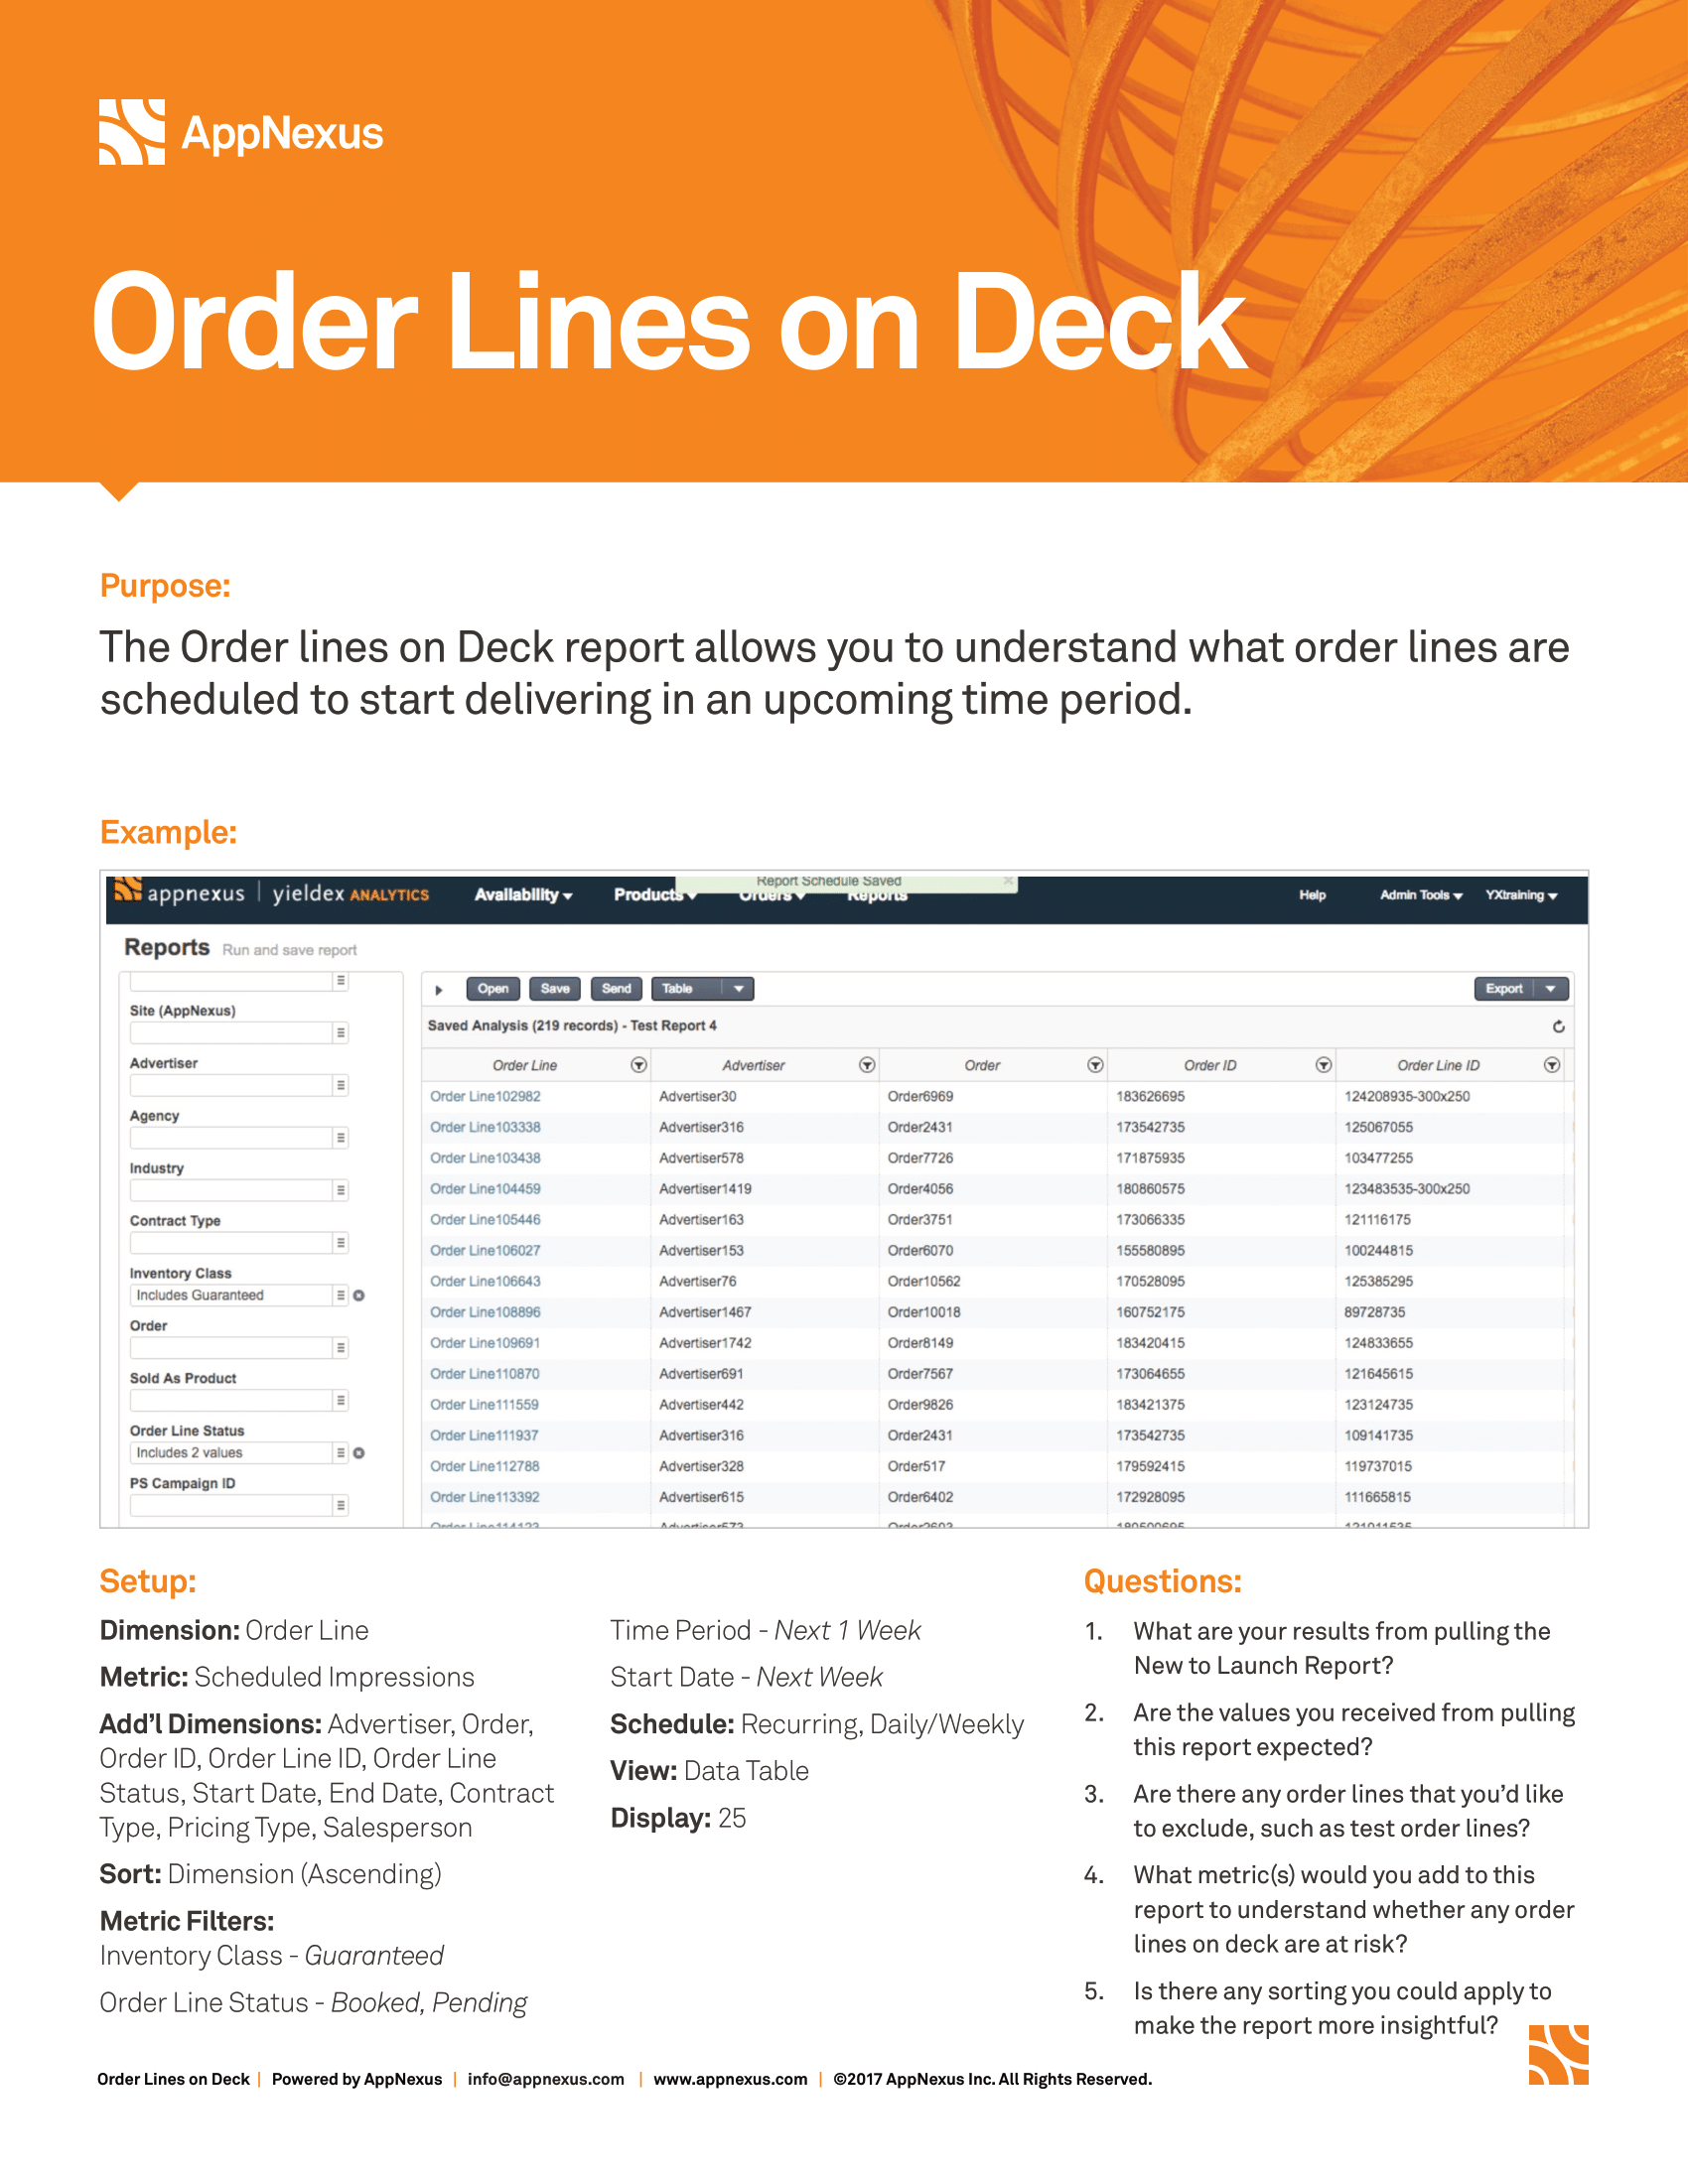 AppNexus
Order Lines on Deck
Purpose:
The Order lines on Deck report allows you to understand what order lines are
scheduled to start delivering in an upcoming time period.
Example:
appnexus | yieldex ANALYTICS Availability Products Orders Reports Help Admin Tools YXtraining
Report Schedule Saved
Reports Run and save report
Open Save Send Table Export
Saved Analysis (219 records) - Test Report 4
Site (AppNexus)
Advertiser
Agency
Industry
Contract Type
Inventory Class
Includes Guaranteed
Order
Sold As Product
Order Line Status
Includes 2 values
PS Campaign ID
Order Line Advertiser Order Order ID Order Line ID
Order Line102982 Advertiser30 Order6969 183626695 124208935-300x250
Order Line103338 Advertiser316 Order2431 173542735 125067055
Order Line103438 Advertiser578 Order7726 171875935 103477255
Order Line104459 Advertiser1419 Order4056 180860575 123483535-300x250
Order Line105446 Advertiser163 Order3751 173066335 121116175
Order Line106027 Advertiser153 Order6070 155580895 100244815
Order Line106643 Advertiser76 Order10562 170528095 125385295
Order Line108896 Advertiser1467 Order10018 160752175 89728735
Order Line109691 Advertiser1742 Order8149 183420415 124833655
Order Line110870 Advertiser691 Order7567 173064655 121645615
Order Line111559 Advertiser442 Order9826 183421375 123124735
Order Line111937 Advertiser316 Order2431 173542735 109141735
Order Line112788 Advertiser328 Order517 179592415 119737015
Order Line113392 Advertiser615 Order6402 172928095 111665815
Setup:
Dimension: Order Line
Metric: Scheduled Impressions
Add'l Dimensions: Advertiser, Order,
Order ID, Order Line ID, Order Line
Status, Start Date, End Date, Contract
Type, Pricing Type, Salesperson
Sort: Dimension (Ascending)
Metric Filters:
Inventory Class - Guaranteed
Order Line Status - Booked, Pending
Time Period - Next 1 Week
Start Date - Next Week
Schedule: Recurring, Daily/Weekly
View: Data Table
Display: 25
Questions:
1. What are your results from pulling the
New to Launch Report?
2. Are the values you received from pulling
this report expected?
3. Are there any order lines that you'd like
to exclude, such as test order lines?
4. What metric(s) would you add to this
report to understand whether any order
lines on deck are at risk?
5. Is there any sorting you could apply to
make the report more insightful?
Order Lines on Deck | Powered by AppNexus | info@appnexus.com | www.appnexus.com | ©2017 AppNexus Inc. All Rights Reserved.